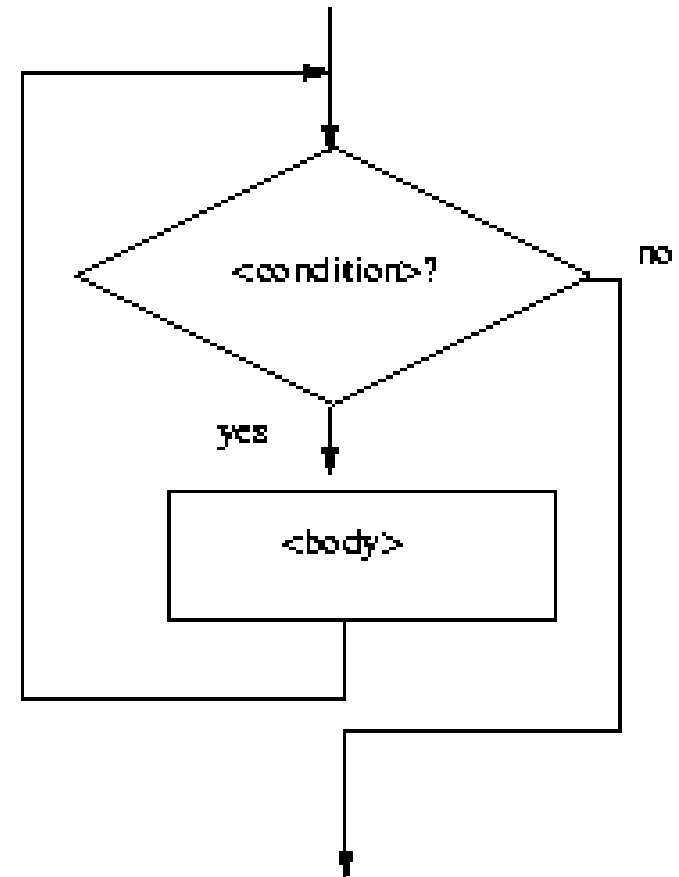 <condition>?
no
yes
<body>